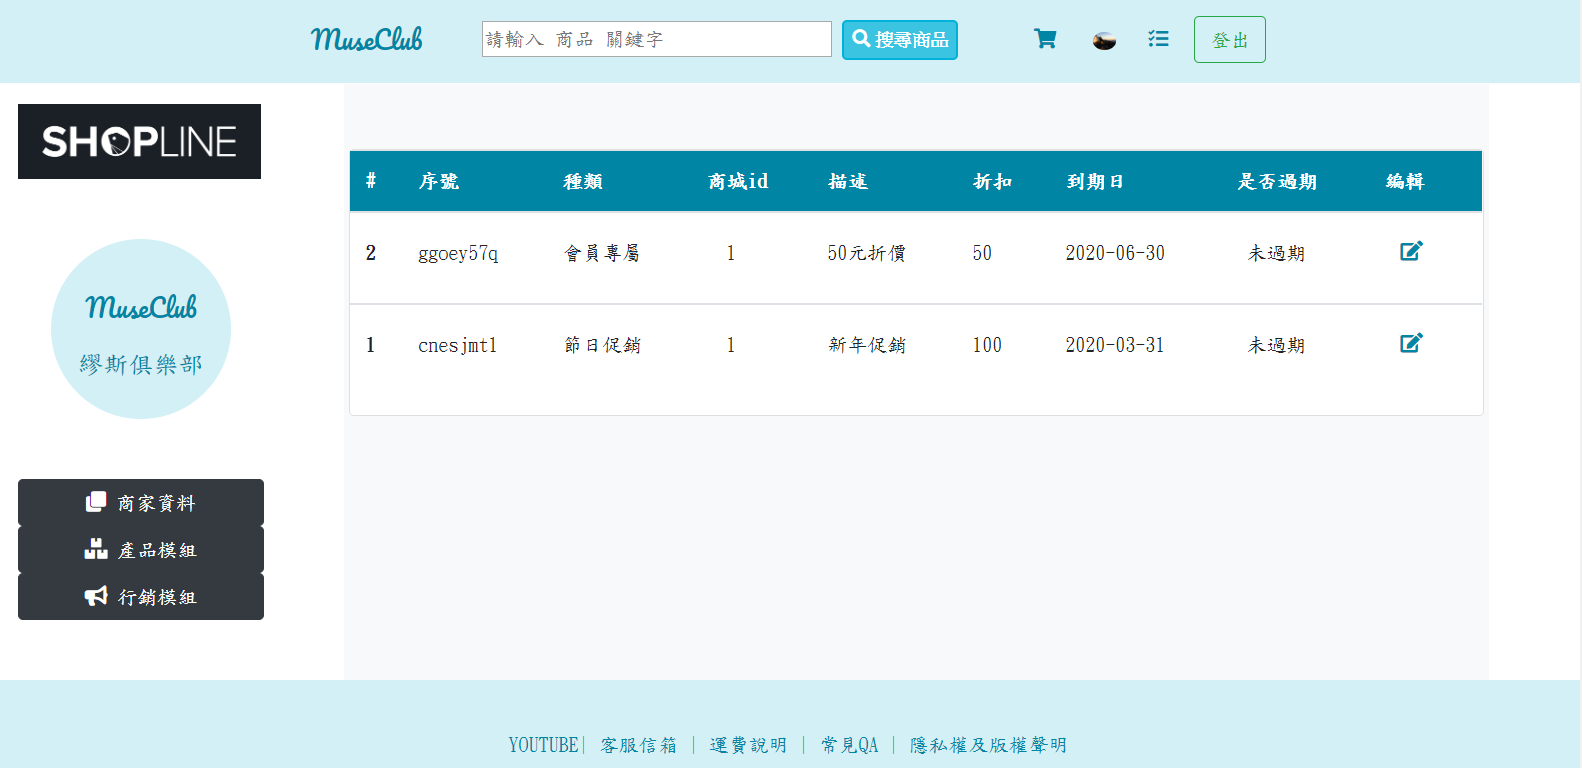 MuseClub 請輸入 商品 關鍵字 搜尋商品 登出
SHOPLINE
MuseClub
繆斯俱樂部
商家資料
產品模組
行銷模組
# 序號 種類 商城id 描述 折扣 到期日 是否過期 編輯
2 ggoey57q 會員專屬 1 50元折價 50 2020-06-30 未過期
1 cnesjmtl 節日促銷 1 新年促銷 100 2020-03-31 未過期
YOUTUBE| 客服信箱 | 運費說明 | 常見QA | 隱私權及版權聲明